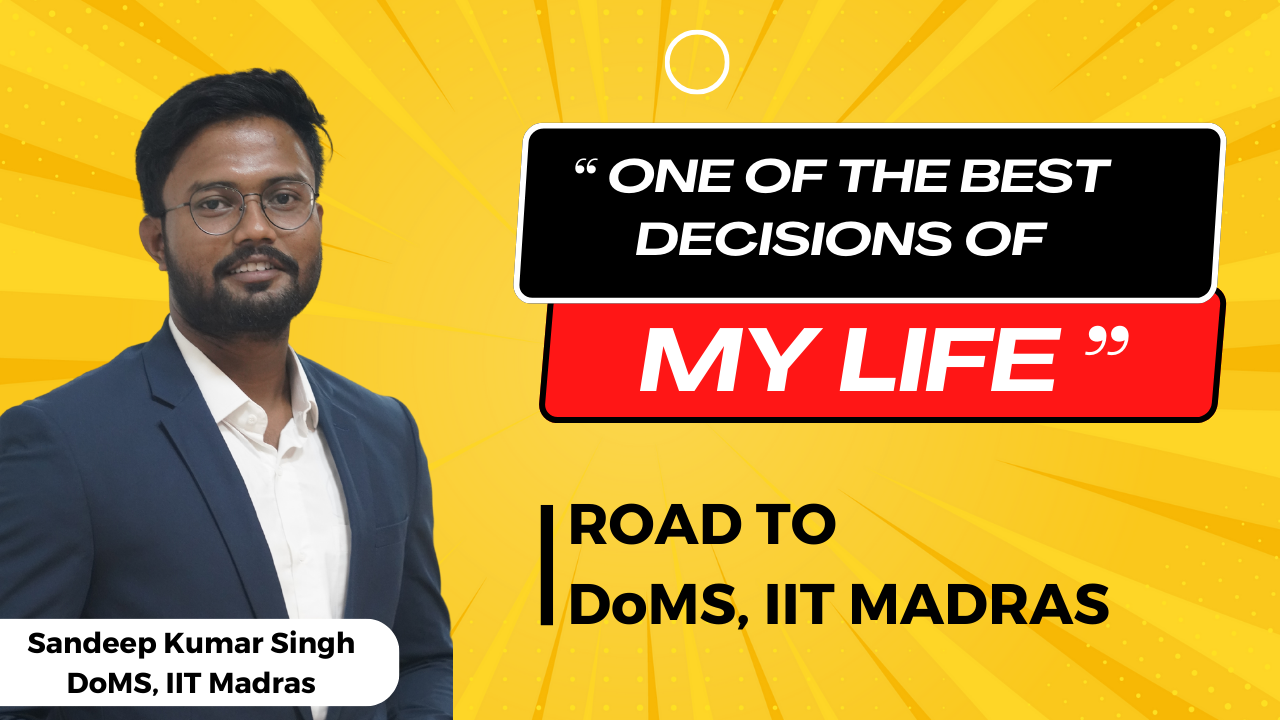 “ ONE OF THE BEST
DECISIONS OF
MY LIFE ”
ROAD TO
DoMS, IIT MADRAS
Sandeep Kumar Singh
DoMS, IIT Madras